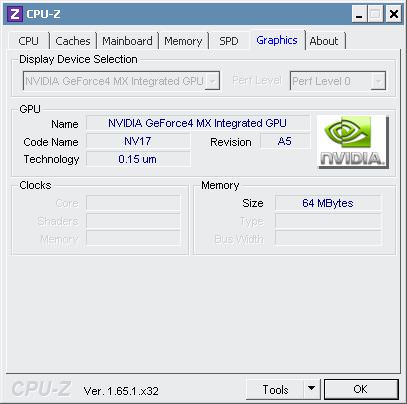 CPU-Z
CPU Caches Mainboard Memory SPD Graphics About
Display Device Selection
NVIDIA GeForce4 MX Integrated GPU Perf Level Perf Level 0
GPU
Name NVIDIA GeForce4 MX Integrated GPU
Code Name NV17 Revision A5
Technology 0.15 um
NVIDIA.
Clocks
Core
Shaders
Memory
Memory
Size 64 MBytes
Type
Bus Width
CPU-Z Ver. 1.65.1.x32 Tools OK